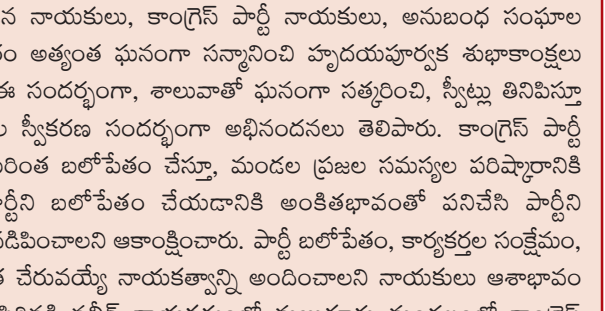 న నాయకులు, కాంగ్రెస్ పార్టీ నాయకులు, అనుబంధ సంఘాల
ం అత్యంత ఘనంగా సన్మానించి హృదయపూర్వక శుభాకాంక్షలు
ఈ సందర్భంగా, శాలువాతో ఘనంగా సత్కరించి, స్వీట్లు తినిపిస్తూ
ల స్వీకరణ సందర్భంగా అభినందనలు తెలిపారు. కాంగ్రెస్ పార్టీ
రింత బలోపేతం చేస్తూ, మండల ప్రజల సమస్యల పరిష్కారానికి
ర్టీని బలోపేతం చేయడానికి అంకితభావంతో పనిచేసి పార్టీని
డిపించాలని ఆకాంక్షించారు. పార్టీ బలోపేతం, కార్యకర్తల సంక్షేమం,
చేరువయ్యే నాయకత్వాన్ని అందించాలని నాయకులు ఆశాభావం